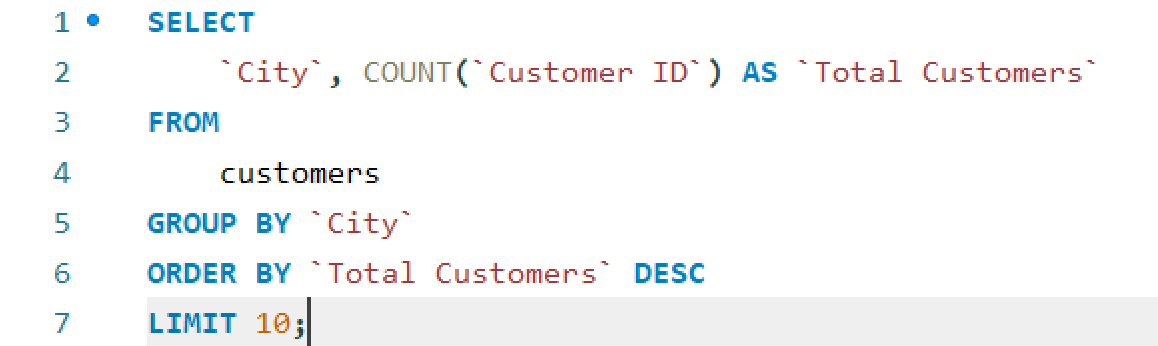 1 SELECT
2 `City`, COUNT(`Customer ID`) AS `Total Customers`
3 FROM
4 customers
5 GROUP BY `City`
6 ORDER BY `Total Customers` DESC
7 LIMIT 10;